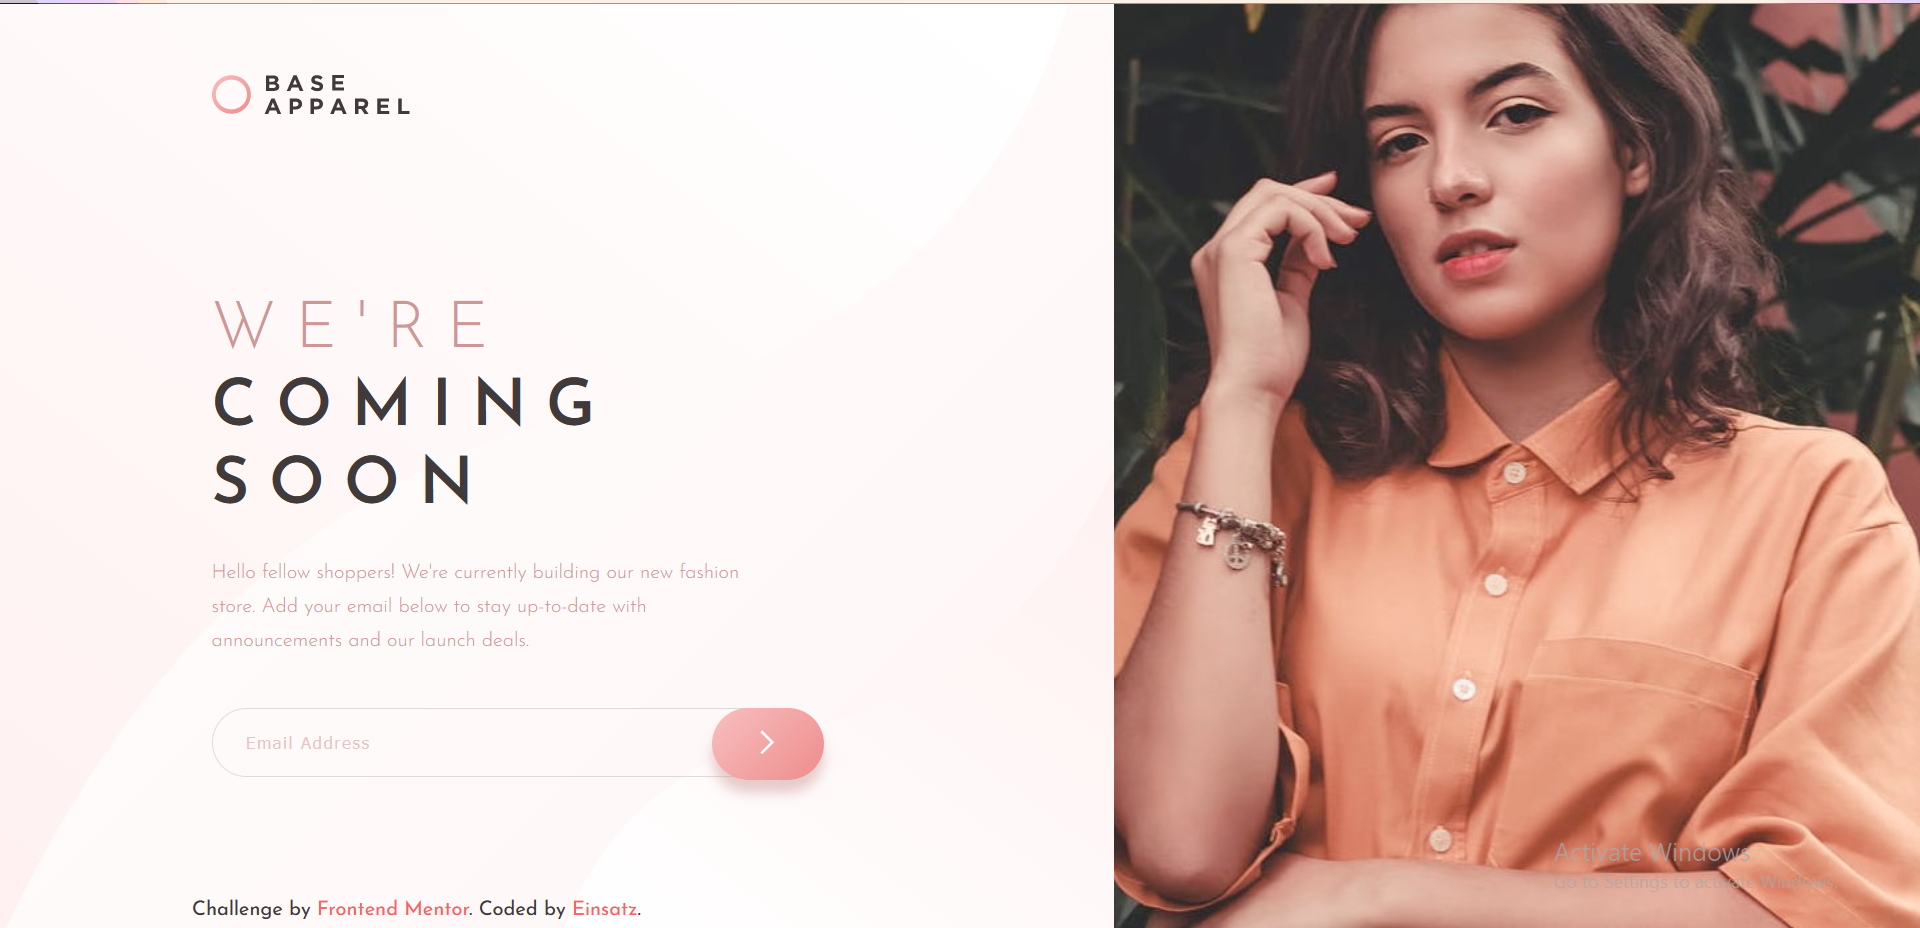 BASE
APPAREL
WE'RE
COMING
SOON
Hello fellow shoppers! We're currently building our new fashion
store. Add your email below to stay up-to-date with
announcements and our launch deals.
Email Address
Challenge by Frontend Mentor. Coded by Einsatz.
Activate Windows
Go to Settings to activate Windows.